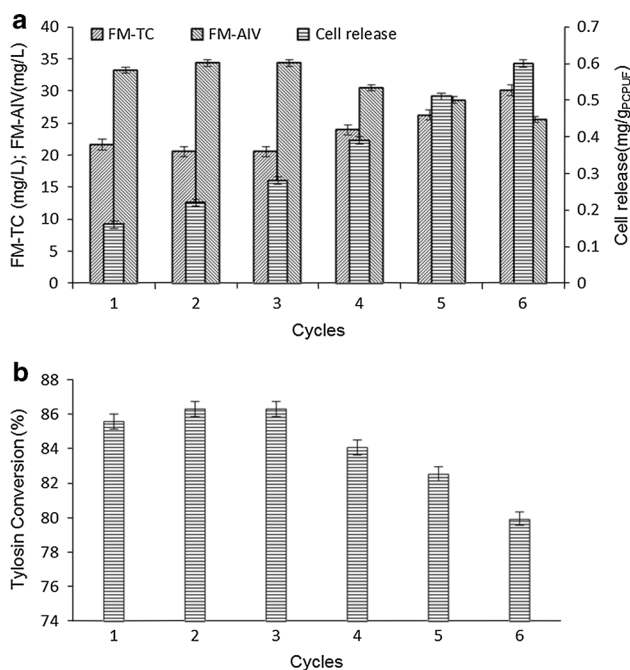 a
FM-TC FM-AIV Cell release
FM-TC (mg/L); FM-AIV(mg/L)
40
35
30
25
20
15
10
5
0
0.7
0.6
0.5
0.4
0.3
0.2
0.1
0
Cell release(mg/gPCPUF)
1 2 3 4 5 6
Cycles
b
Tylosin Conversion (%)
88
86
84
82
80
78
76
74
1 2 3 4 5 6
Cycles